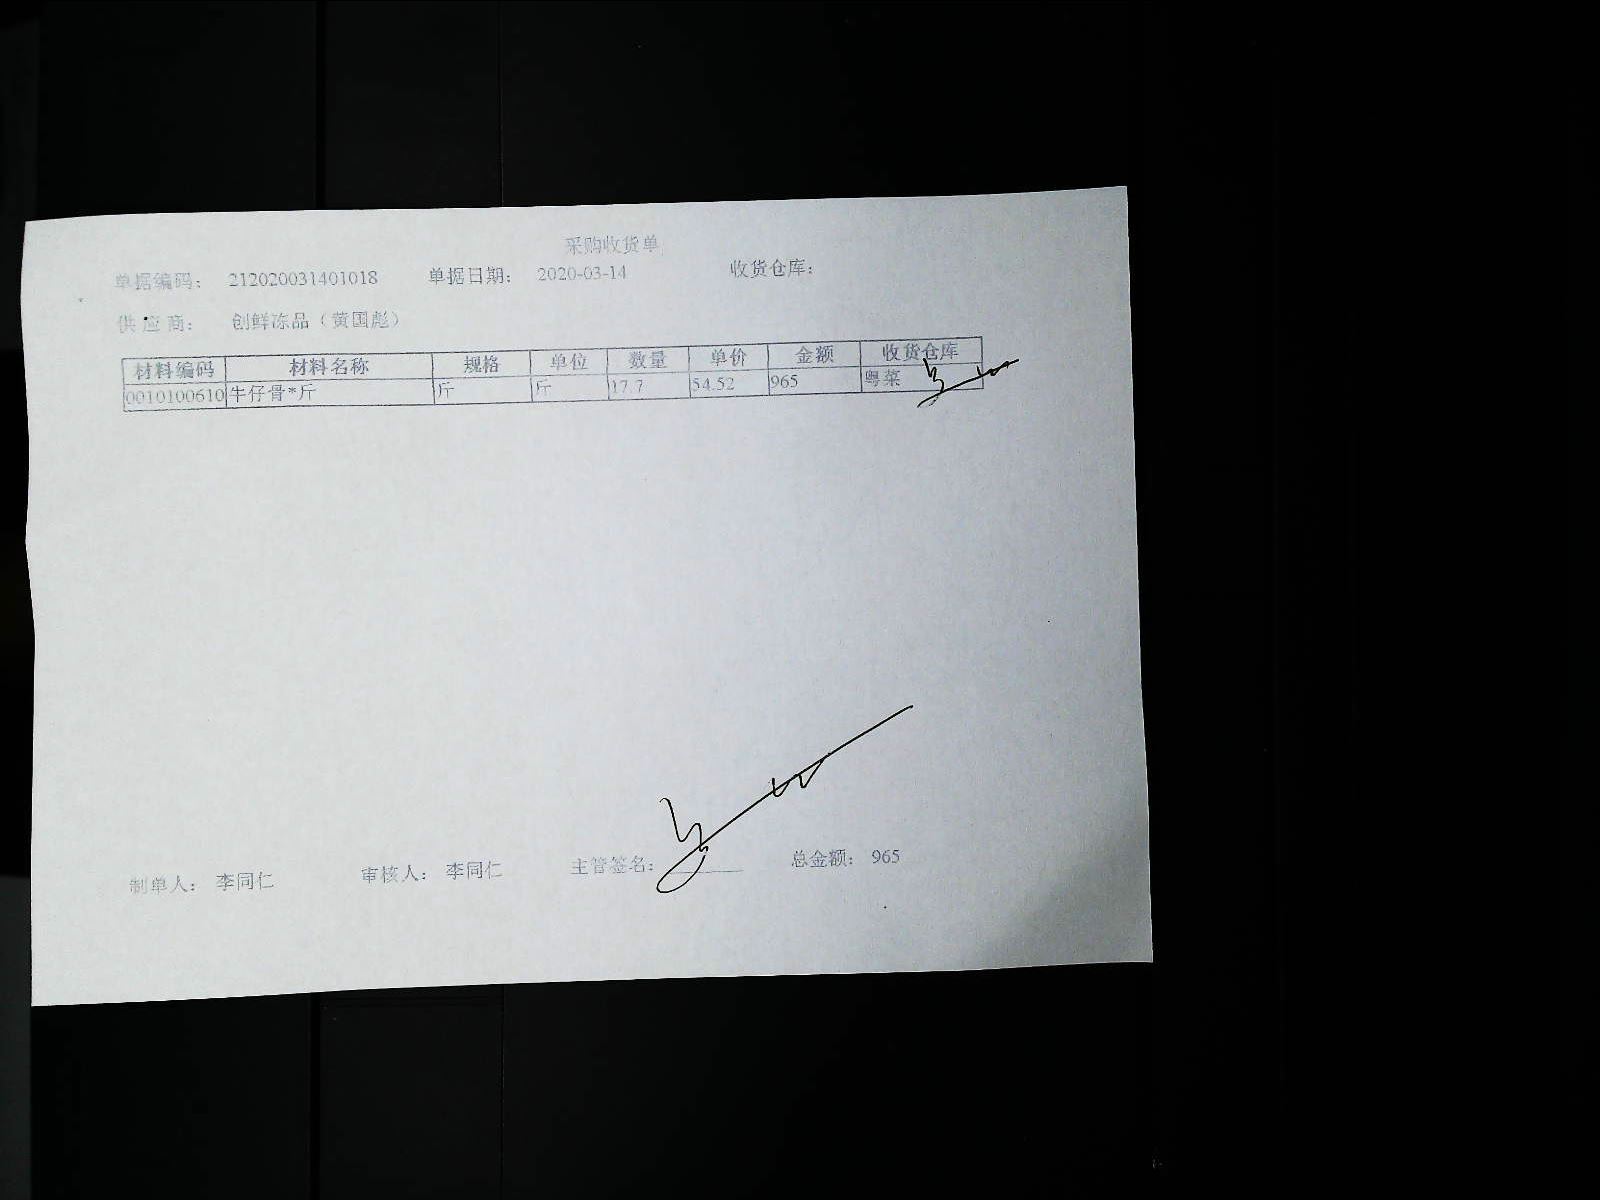 采购收货单
单据编码： 212020031401018 单据日期： 2020-03-14 收货仓库：
供 应 商： 创鲜冻品（黄国彪）
材料编码 材料名称 规格 单位 数量 单价 金额 收货仓库
0010100610 牛仔骨*斤 斤 斤 17.7 54.52 965 粤菜
制单人： 李同仁 审核人： 李同仁 主管签名： 总金额： 965